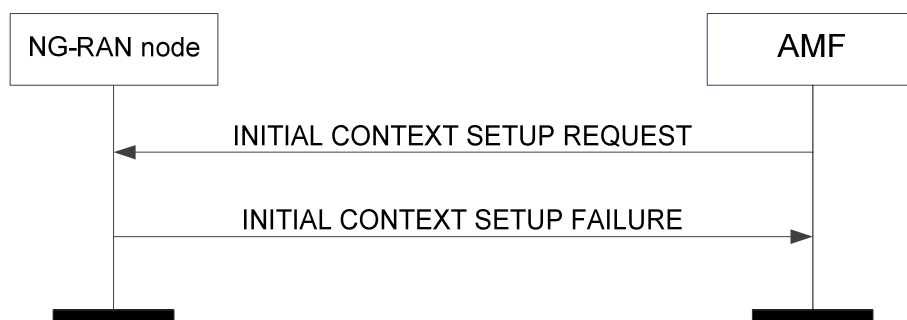 NG-RAN node
AMF
INITIAL CONTEXT SETUP REQUEST
INITIAL CONTEXT SETUP FAILURE